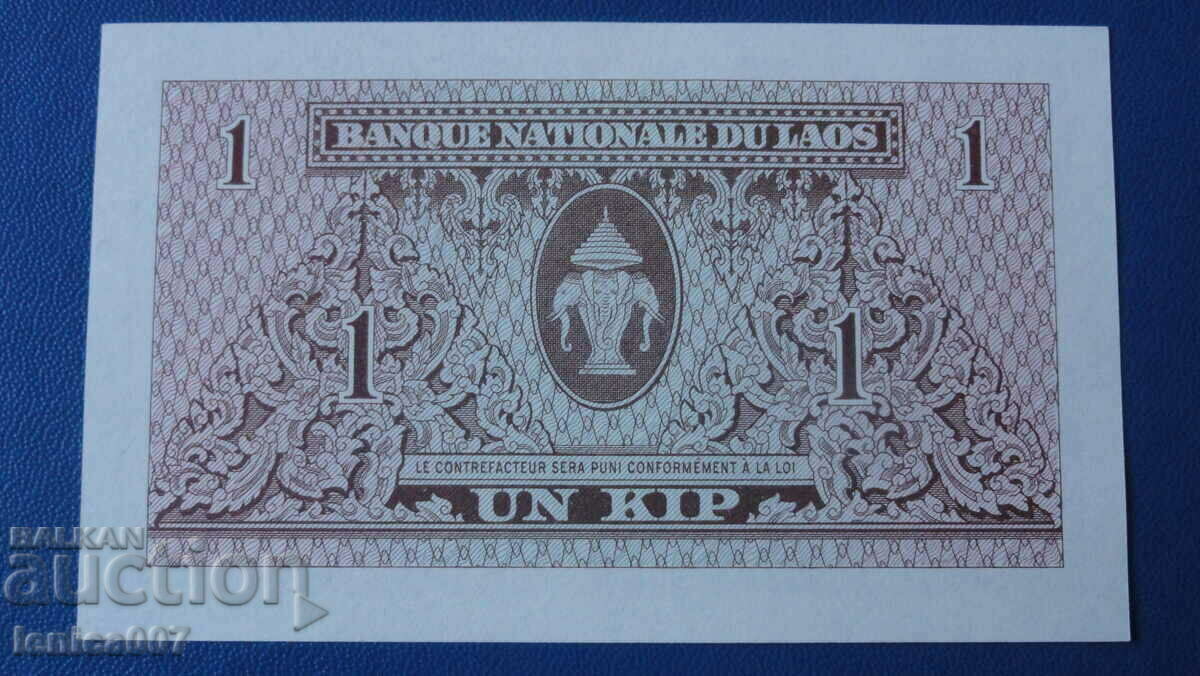 BANQUE NATIONALE DU LAOS
1 1
1 1
LE CONTREFACTEUR SERA PUNI CONFORMÉMENT À LA LOI
UN KIP
BALKAN
auction
lenica007